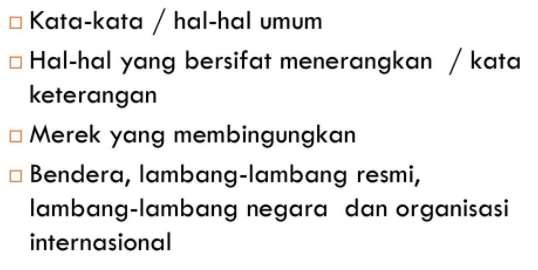 □ Kata-kata / hal-hal umum
□ Hal-hal yang bersifat menerangkan / kata
keterangan
□ Merek yang membingungkan
□ Bendera, lambang-lambang resmi,
lambang-lambang negara dan organisasi
internasional